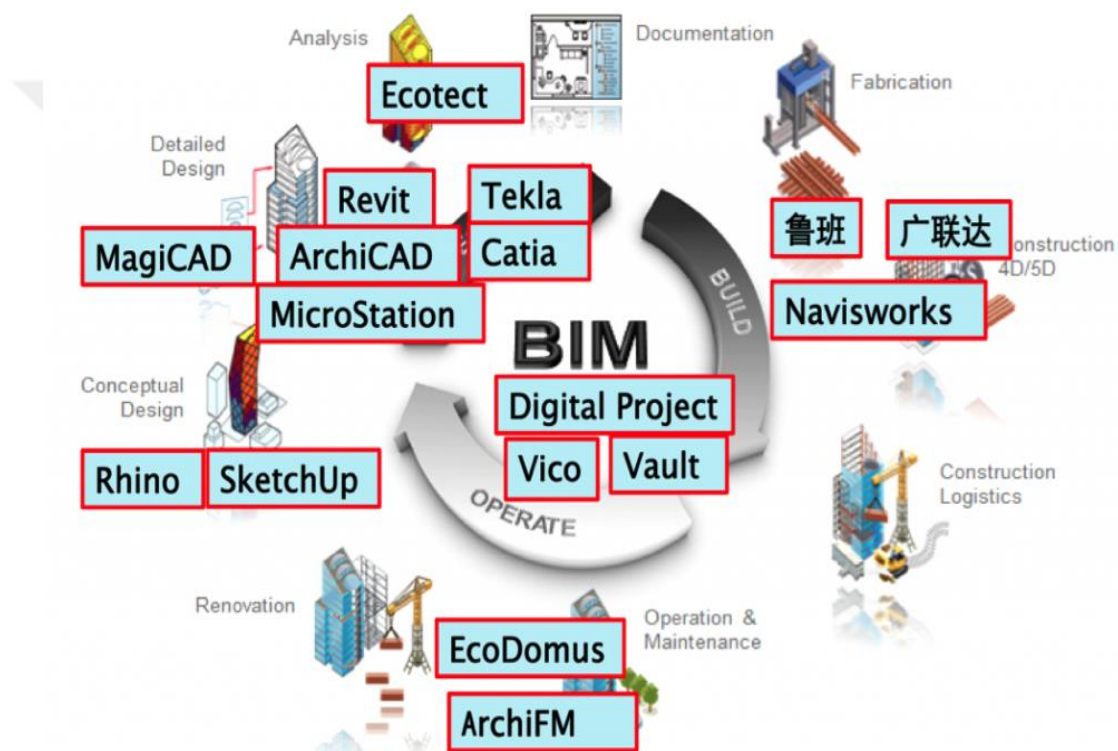 Analysis
Documentation
Ecotect
Fabrication
Detailed
Design
Revit
Tekla
鲁班
广联达
MagiCAD
ArchiCAD
Catia
onstruction
4D/5D
MicroStation
Navisworks
BUILD
BIM
Conceptual
Design
Digital Project
Rhino
SketchUp
Vico
Vault
OPERATE
Construction
Logistics
Renovation
Operation &
Maintenance
EcoDomus
ArchiFM